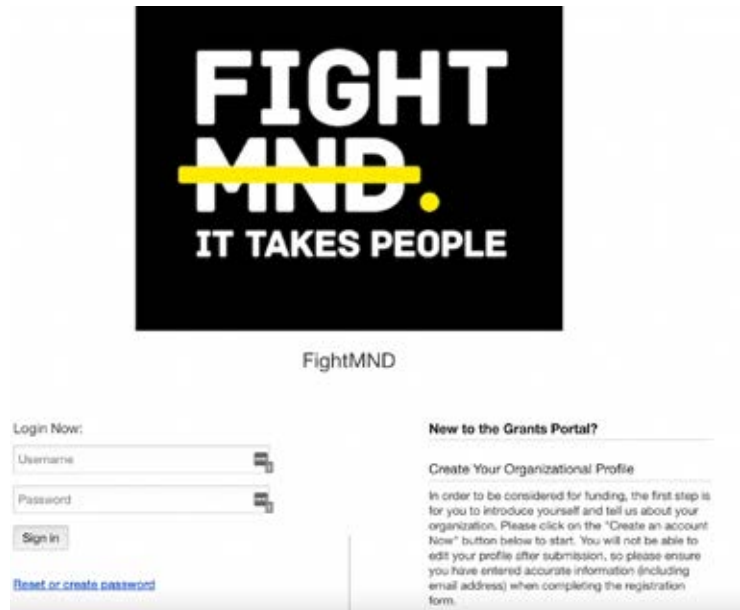 FIGHT
MND.
IT TAKES PEOPLE
FightMND
Login Now:
Username
Password
Sign in
Reset or create password
New to the Grants Portal?
Create Your Organizational Profile
In order to be considered for funding, the first step is
for you to introduce yourself and tell us about your
organization. Please click on the "Create an account
Now" button below to start. You will not be able to
edit your profile after submission, so please ensure
you have entered accurate information (including
email address) when completing the registration
form.